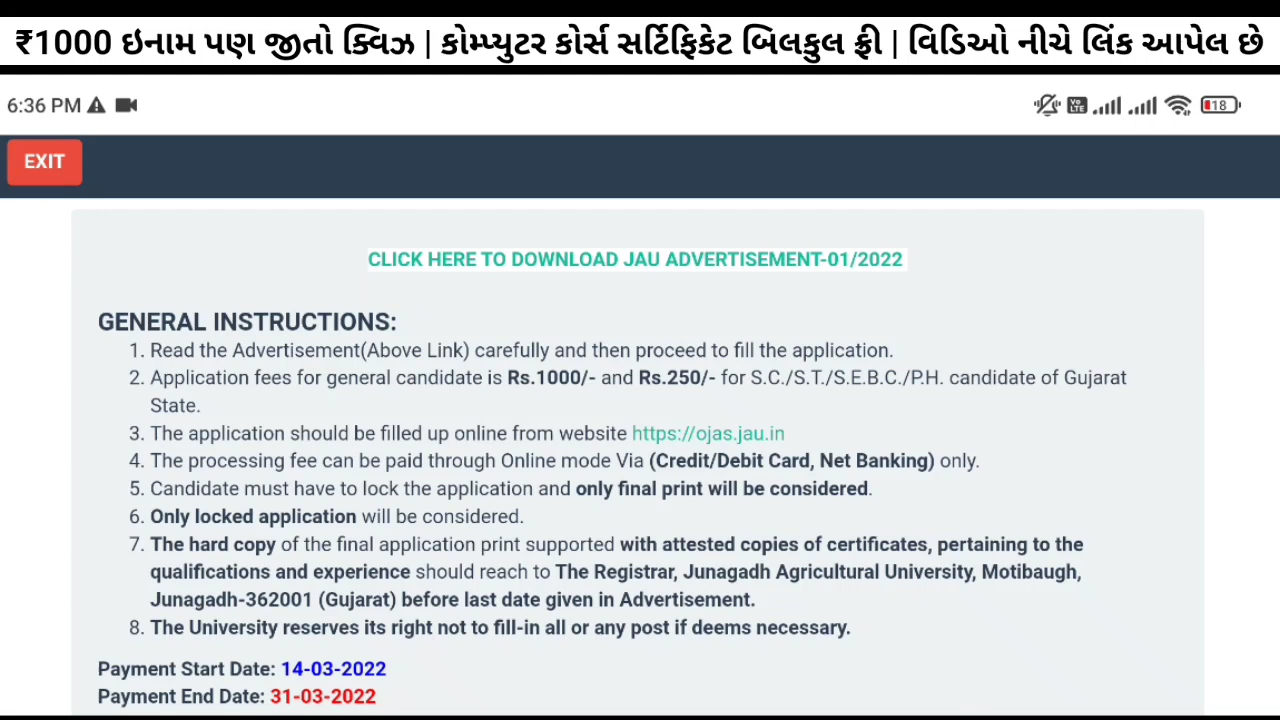 ₹1000 ઇનામ પણ જીતો ક્વિઝ | કોમ્પ્યુટર કોર્સ સર્ટિફિકેટ બિલકુલ ફ્રી | વિડિઓ નીચે લિંક આપેલ છે
6:36 PM
Vo LTE
18
EXIT
CLICK HERE TO DOWNLOAD JAU ADVERTISEMENT-01/2022
GENERAL INSTRUCTIONS:
1. Read the Advertisement(Above Link) carefully and then proceed to fill the application.
2. Application fees for general candidate is Rs.1000/- and Rs.250/- for S.C./S.T./S.E.B.C./P.H. candidate of Gujarat
State.
3. The application should be filled up online from website https://ojas.jau.in
4. The processing fee can be paid through Online mode Via (Credit/Debit Card, Net Banking) only.
5. Candidate must have to lock the application and only final print will be considered.
6. Only locked application will be considered.
7. The hard copy of the final application print supported with attested copies of certificates, pertaining to the
qualifications and experience should reach to The Registrar, Junagadh Agricultural University, Motibaugh,
Junagadh-362001 (Gujarat) before last date given in Advertisement.
8. The University reserves its right not to fill-in all or any post if deems necessary.
Payment Start Date: 14-03-2022
Payment End Date: 31-03-2022